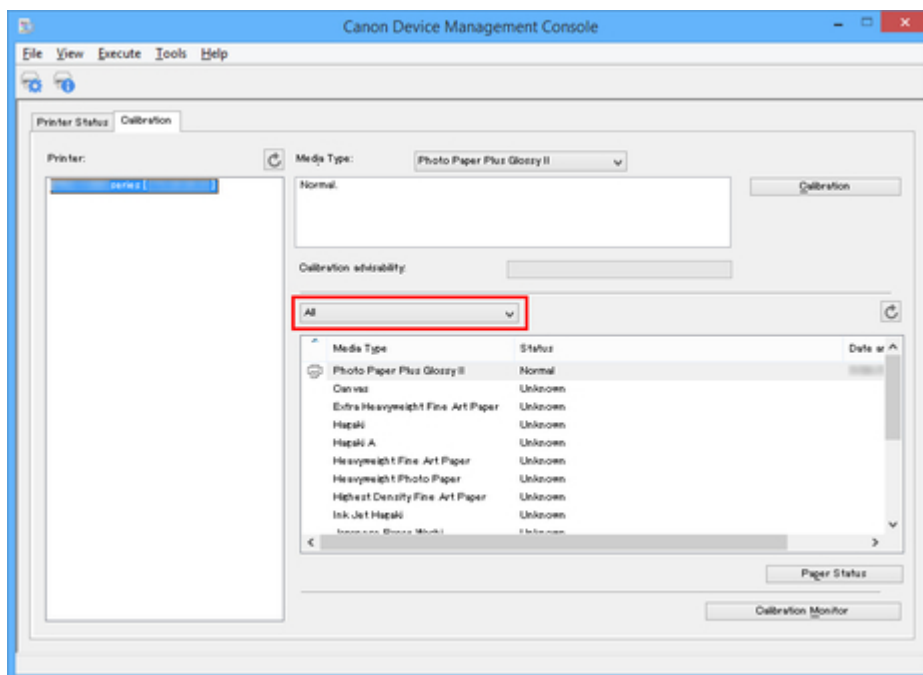 Canon Device Management Console
File View Execute Tools Help
Printer Status Calibration
Printer: Media Type: Photo Paper Plus Glossy II
series [ ]
Normal.
Calibration
Calibration advisability:
All
Media Type Status Date
Photo Paper Plus Glossy II Normal
Canvas Unknown
Extra Heavyweight Fine Art Paper Unknown
Hagaki Unknown
Hagaki A Unknown
Heavyweight Fine Art Paper Unknown
Heavyweight Photo Paper Unknown
Highest Density Fine Art Paper Unknown
Ink Jet Hagaki Unknown
Paper Status
Calibration Monitor